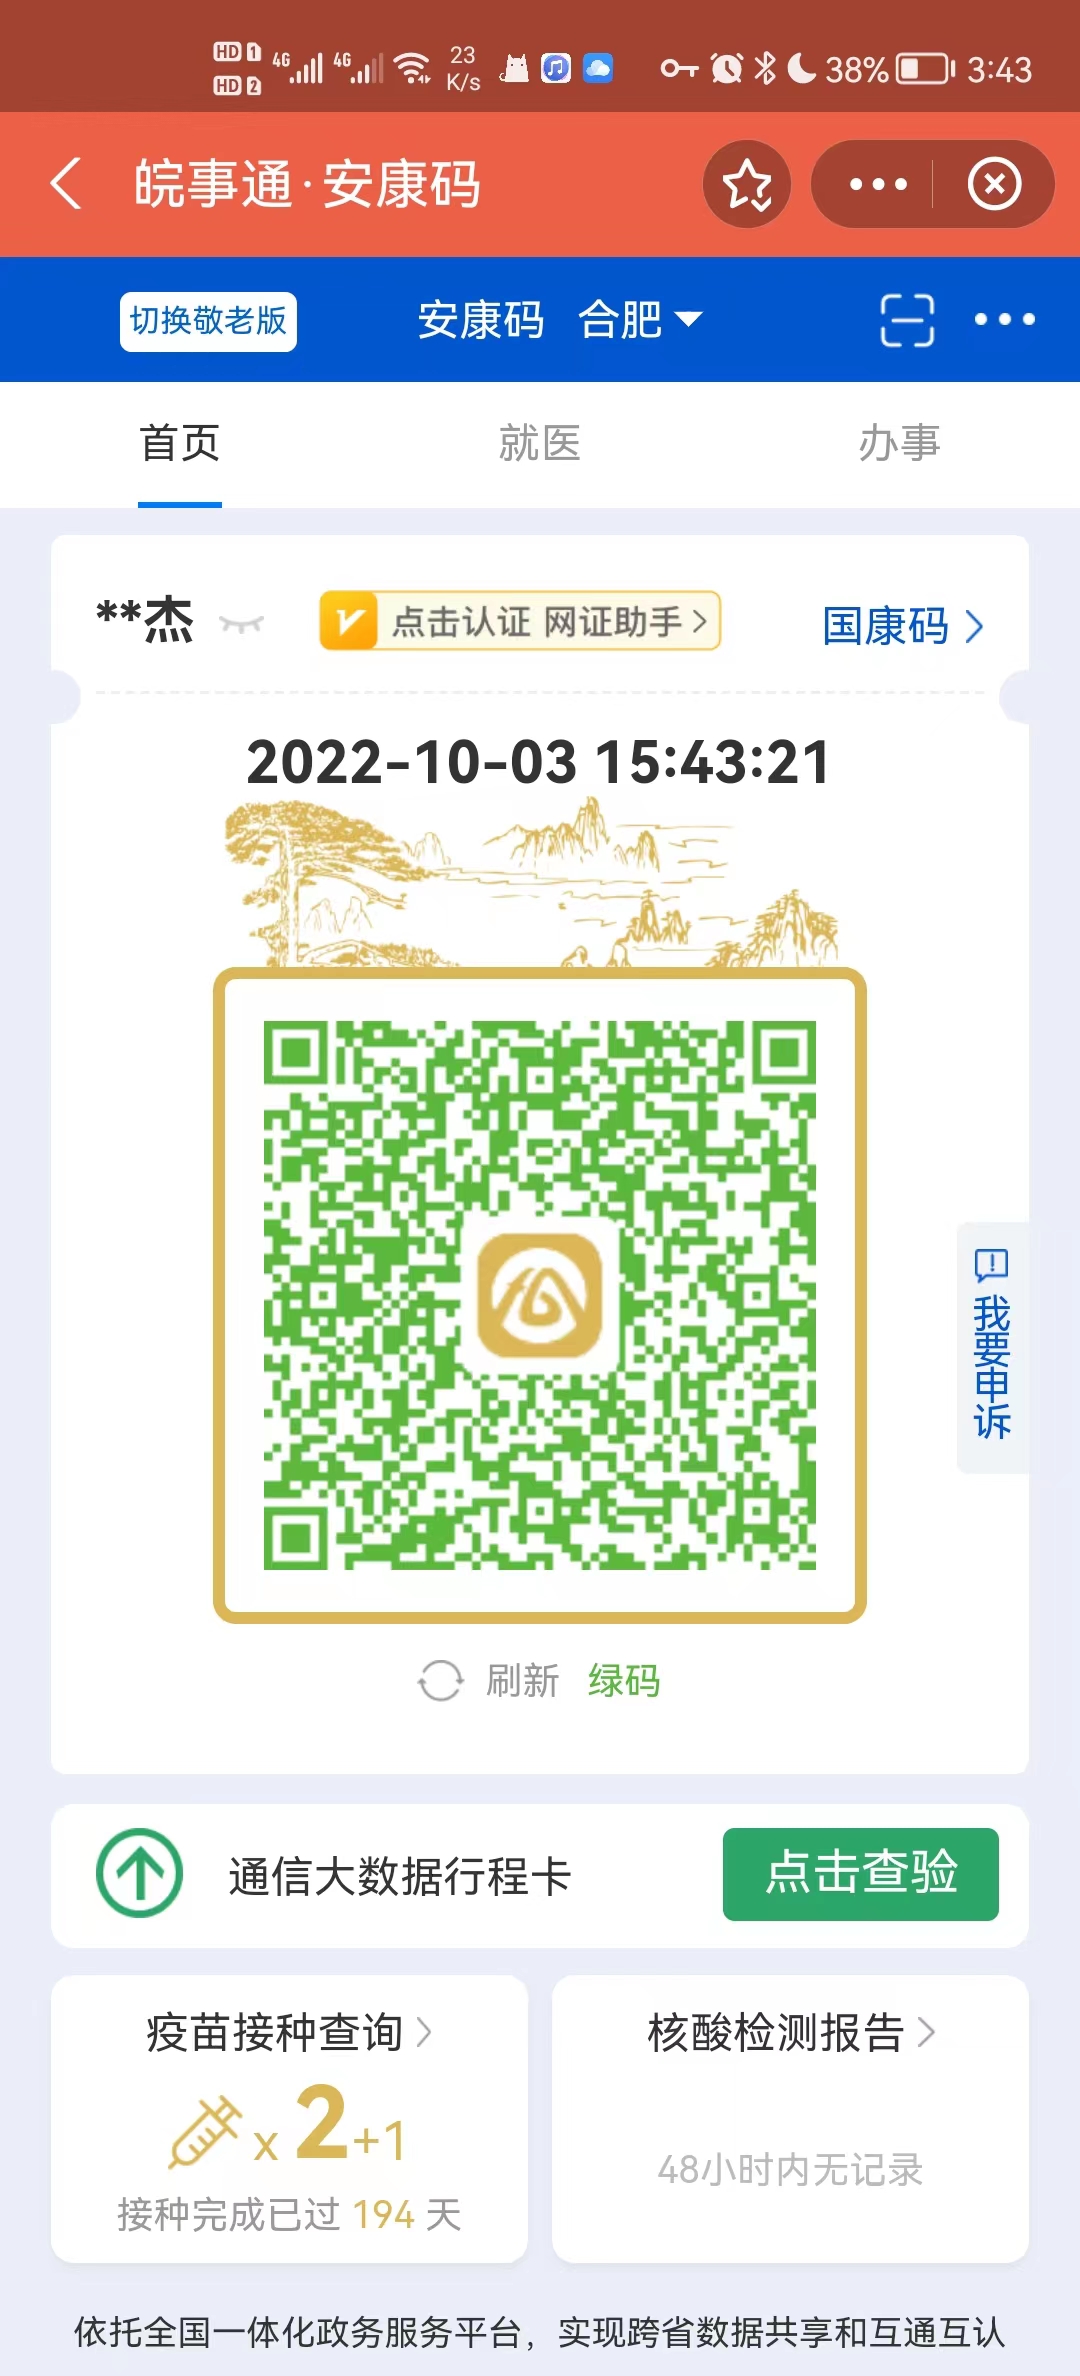 HD 1
HD 2
4G
4G
23
K/s
38%
3:43
皖事通·安康码
切换敬老版
安康码 合肥
首页
就医
办事
**杰
点击认证 网证助手
国康码
2022-10-03 15:43:21
我要申诉
刷新 绿码
通信大数据行程卡
点击查验
疫苗接种查询
x 2+1
接种完成已过 194 天
核酸检测报告
48小时内无记录
依托全国一体化政务服务平台，实现跨省数据共享和互通互认